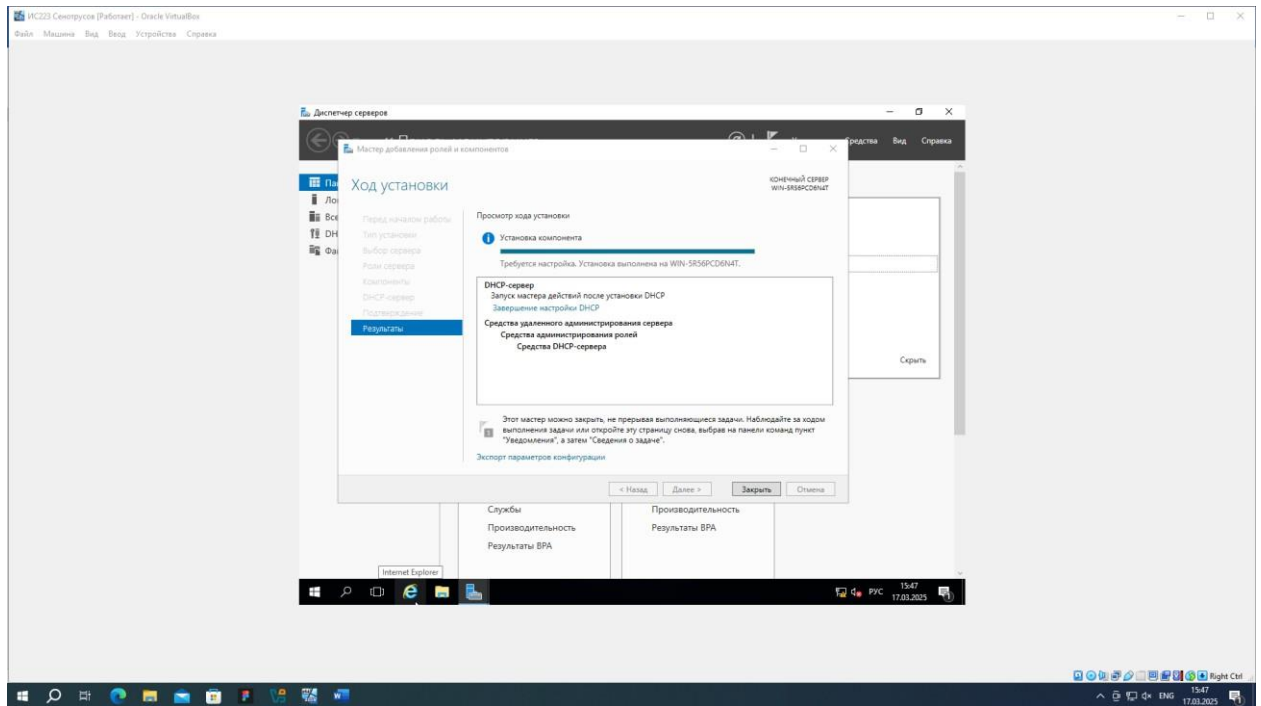 ИС223 Сенотрусов [Работает] - Oracle VirtualBox
Файл Машина Вид Ввод Устройства Справка
Диспетчер серверов
Средства Вид Справка
Мастер добавления ролей и компонентов
Ход установки
КОНЕЧНЫЙ СЕРВЕР
WIN-5R56PCD6N4T
Перед началом работы
Тип установки
Выбор сервера
Роли сервера
Компоненты
DHCP-сервер
Подтверждение
Результаты
Просмотр хода установки
Установка компонента
Требуется настройка. Установка выполнена на WIN-5R56PCD6N4T.
DHCP-сервер
Запуск мастера действий после установки DHCP
Завершение настройки DHCP
Средства удаленного администрирования сервера
Средства администрирования ролей
Средства DHCP-сервера
Скрыть
Этот мастер можно закрыть, не прерывая выполняющиеся задачи. Наблюдайте за ходом
выполнения задачи или откройте эту страницу снова, выбрав на панели команд пункт
"Уведомления", а затем "Сведения о задаче".
Экспорт параметров конфигурации
< Назад Далее > Закрыть Отмена
Службы Производительность
Производительность Результаты BPA
Результаты BPA
Internet Explorer
РУС 15:47
17.03.2025
Right Ctrl
ENG 15:47
17.03.2025